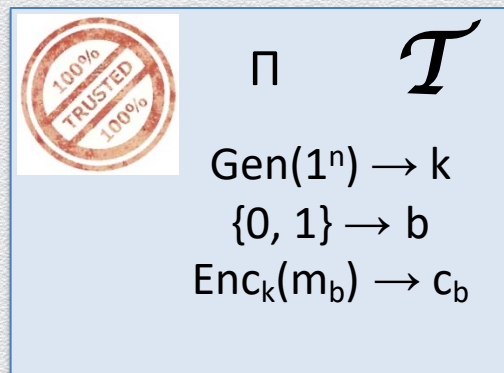 100%
TRUSTED
100%
Π 𝒯
Gen(1ⁿ) → k
{0, 1} → b
Encₖ(m_b) → c_b